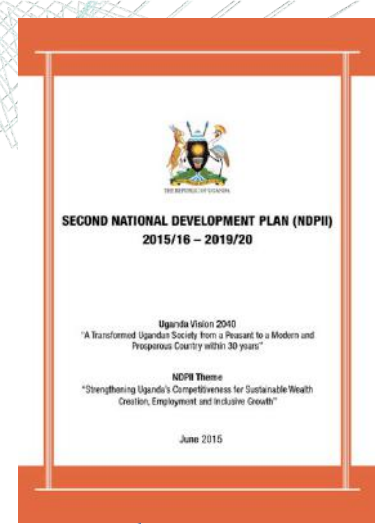 THE REPUBLIC OF UGANDA
SECOND NATIONAL DEVELOPMENT PLAN (NDPII)
2015/16 – 2019/20
Uganda Vision 2040
"A Transformed Ugandan Society from a Peasant to a Modern and
Prosperous Country within 30 years"
NDPII Theme
"Strengthening Uganda's Competitiveness for Sustainable Wealth
Creation, Employment and Inclusive Growth"
June 2015